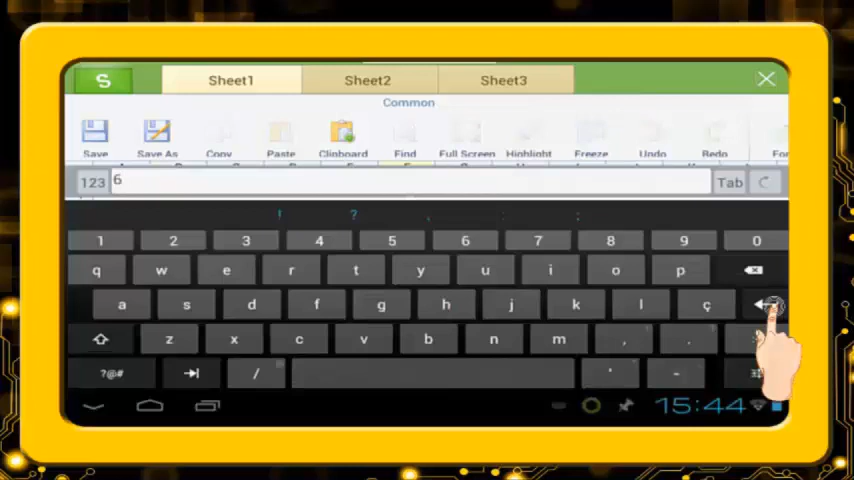 S Sheet1 Sheet2 Sheet3
Common
Save Save As Copy Paste Clipboard Find Full Screen Highlight Freeze Undo Redo
123 6 Tab
! ? , : ;
1 2 3 4 5 6 7 8 9 0
q w e r t y u i o p
a s d f g h j k l ç
z x c v b n m , .
?@# / ' -
15:44